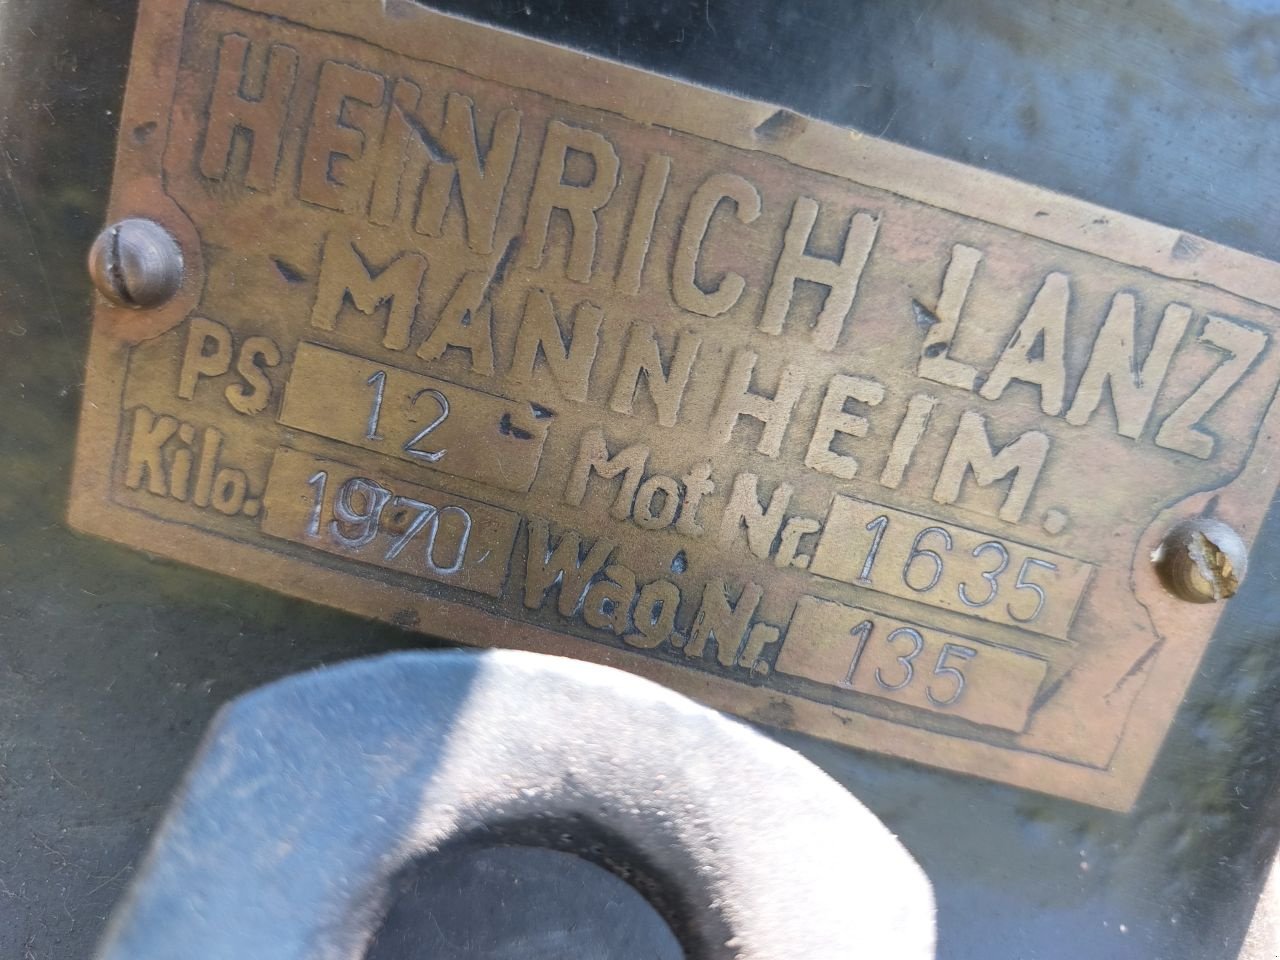 HEINRICH LANZ
MANNHEIM.
PS 12 Mot Nr. 1635
Kilo. 1970 Wag. Nr. 135